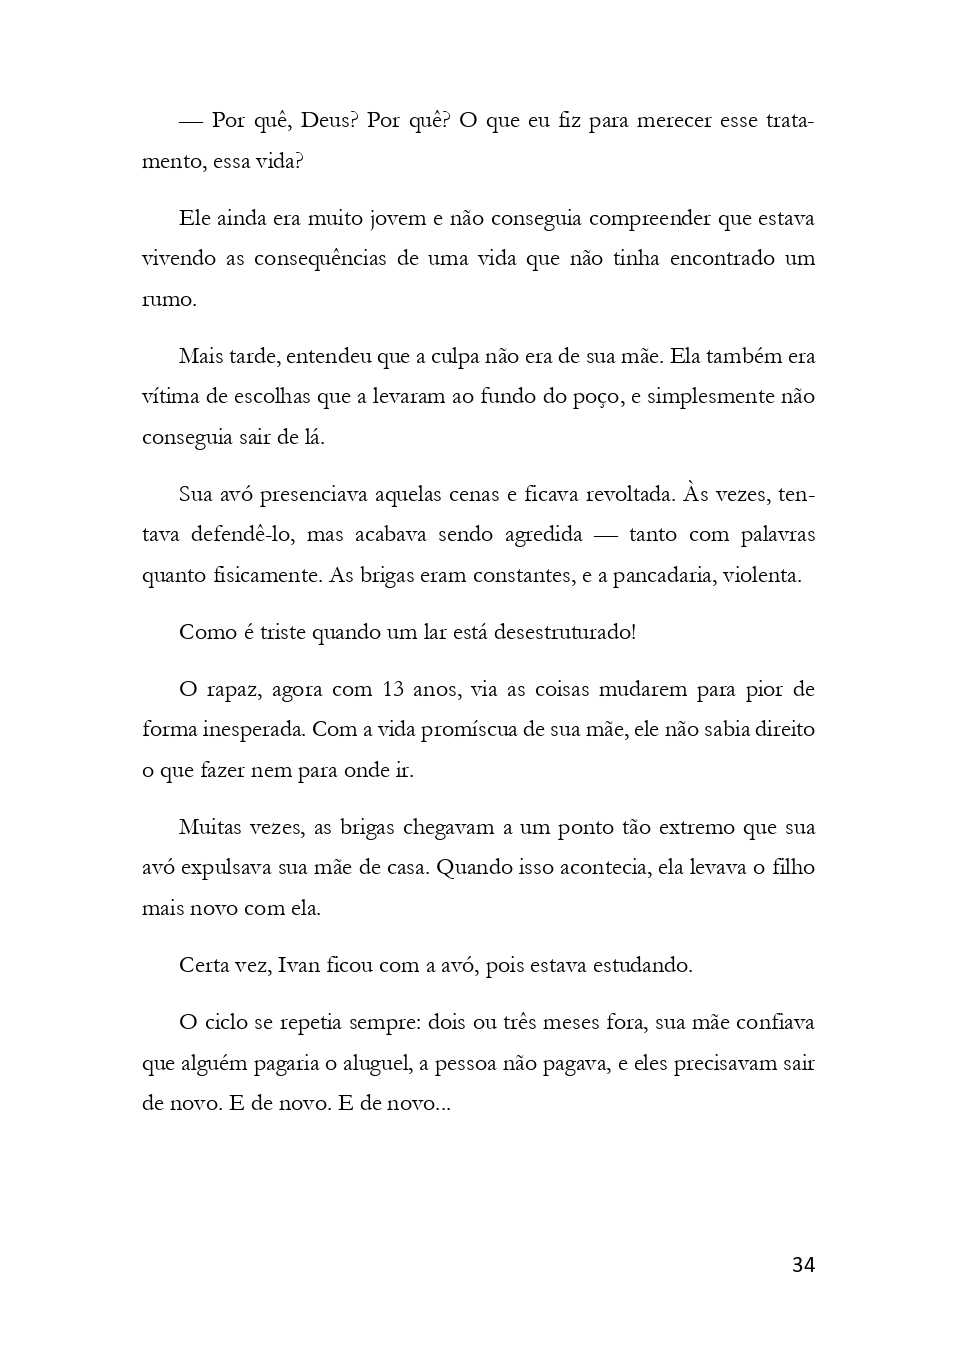 — Por quê, Deus? Por quê? O que eu fiz para merecer esse trata-
mento, essa vida?
Ele ainda era muito jovem e não conseguia compreender que estava
vivendo as consequências de uma vida que não tinha encontrado um
rumo.
Mais tarde, entendeu que a culpa não era de sua mãe. Ela também era
vítima de escolhas que a levaram ao fundo do poço, e simplesmente não
conseguia sair de lá.
Sua avó presenciava aquelas cenas e ficava revoltada. Às vezes, ten-
tava defendê-lo, mas acabava sendo agredida — tanto com palavras
quanto fisicamente. As brigas eram constantes, e a pancadaria, violenta.
Como é triste quando um lar está desestruturado!
O rapaz, agora com 13 anos, via as coisas mudarem para pior de
forma inesperada. Com a vida promíscua de sua mãe, ele não sabia direito
o que fazer nem para onde ir.
Muitas vezes, as brigas chegavam a um ponto tão extremo que sua
avó expulsava sua mãe de casa. Quando isso acontecia, ela levava o filho
mais novo com ela.
Certa vez, Ivan ficou com a avó, pois estava estudando.
O ciclo se repetia sempre: dois ou três meses fora, sua mãe confiava
que alguém pagaria o aluguel, a pessoa não pagava, e eles precisavam sair
de novo. E de novo. E de novo...
34